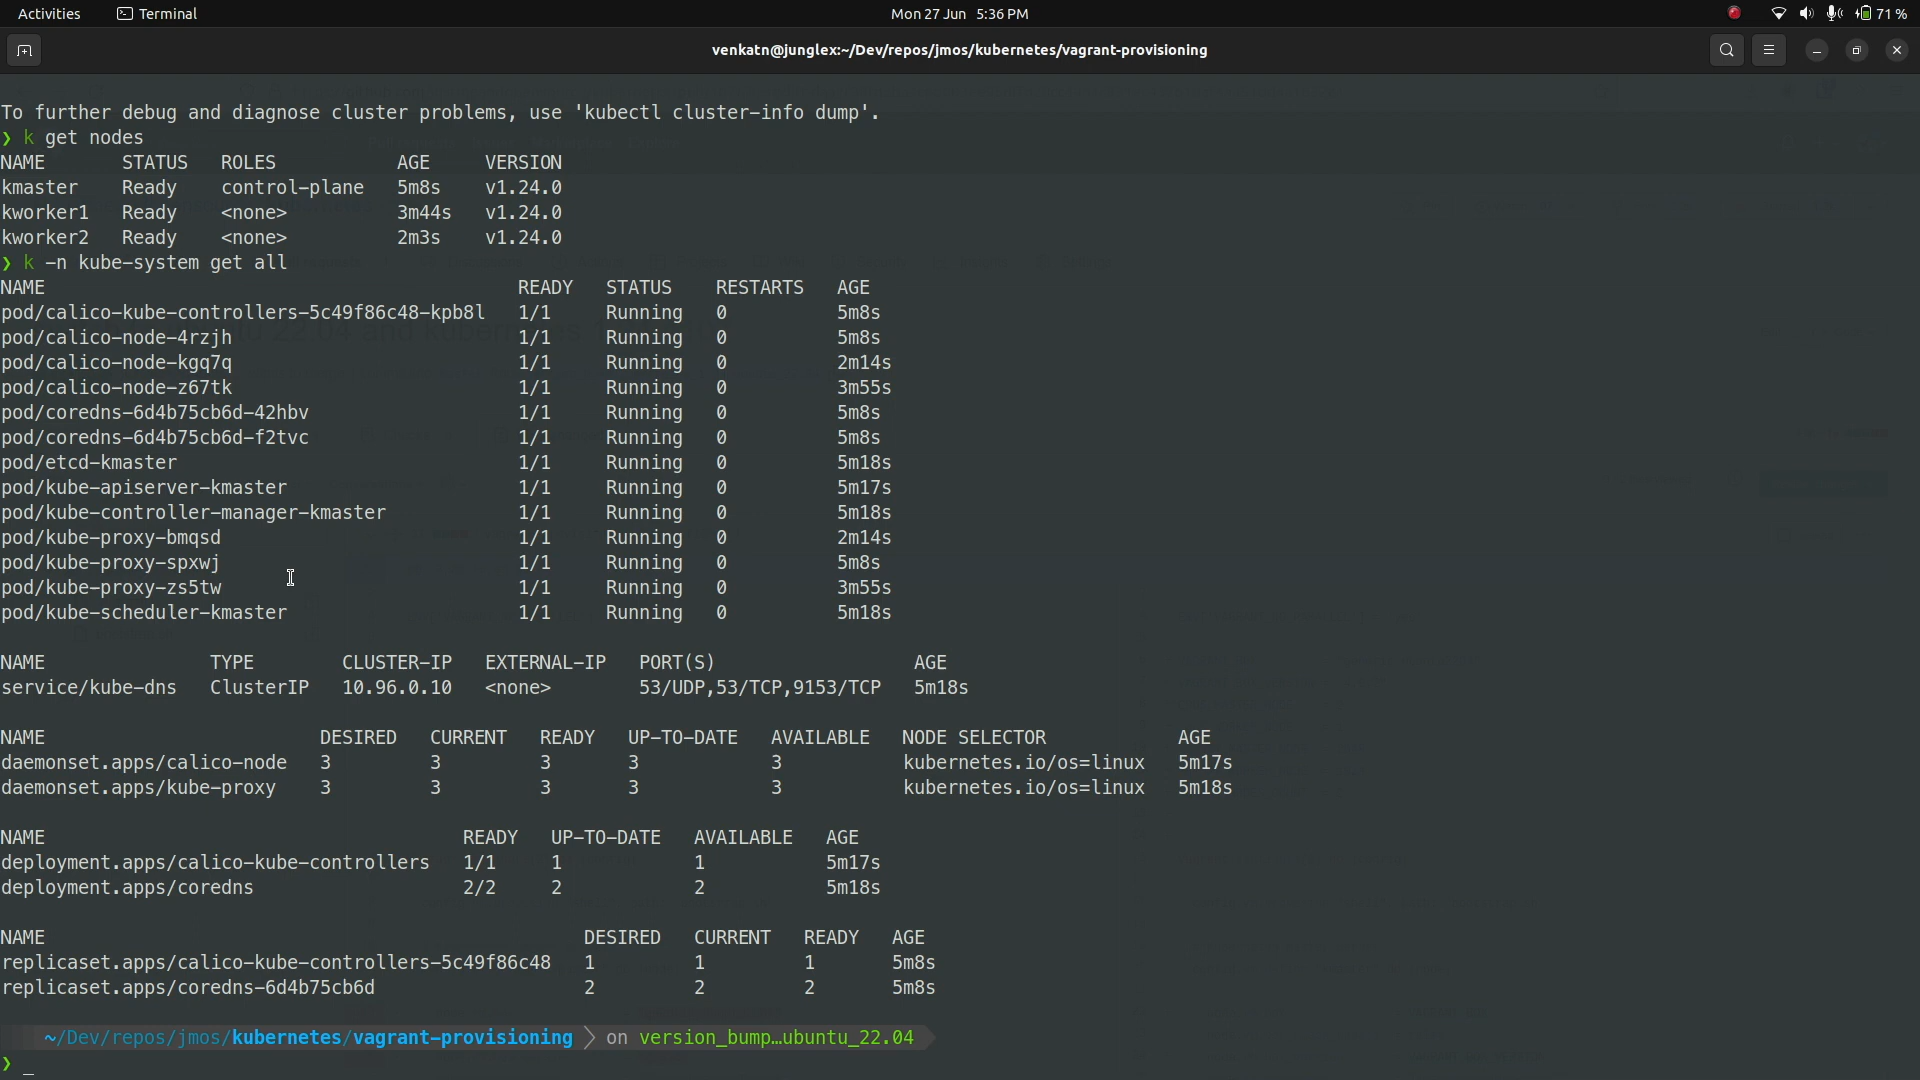 Activities Terminal Mon 27 Jun 5:36 PM 71 %
venkatn@junglex:~/Dev/repos/jmos/kubernetes/vagrant-provisioning
To further debug and diagnose cluster problems, use 'kubectl cluster-info dump'.
❯ k get nodes
NAME STATUS ROLES AGE VERSION
kmaster Ready control-plane 5m8s v1.24.0
kworker1 Ready <none> 3m44s v1.24.0
kworker2 Ready <none> 2m3s v1.24.0
❯ k -n kube-system get all
NAME READY STATUS RESTARTS AGE
pod/calico-kube-controllers-5c49f86c48-kpb8l 1/1 Running 0 5m8s
pod/calico-node-4rzjh 1/1 Running 0 5m8s
pod/calico-node-kgq7q 1/1 Running 0 2m14s
pod/calico-node-z67tk 1/1 Running 0 3m55s
pod/coredns-6d4b75cb6d-42hbv 1/1 Running 0 5m8s
pod/coredns-6d4b75cb6d-f2tvc 1/1 Running 0 5m8s
pod/etcd-kmaster 1/1 Running 0 5m18s
pod/kube-apiserver-kmaster 1/1 Running 0 5m17s
pod/kube-controller-manager-kmaster 1/1 Running 0 5m18s
pod/kube-proxy-bmqsd 1/1 Running 0 2m14s
pod/kube-proxy-spxwj 1/1 Running 0 5m8s
pod/kube-proxy-zs5tw 1/1 Running 0 3m55s
pod/kube-scheduler-kmaster 1/1 Running 0 5m18s
NAME TYPE CLUSTER-IP EXTERNAL-IP PORT(S) AGE
service/kube-dns ClusterIP 10.96.0.10 <none> 53/UDP,53/TCP,9153/TCP 5m18s
NAME DESIRED CURRENT READY UP-TO-DATE AVAILABLE NODE SELECTOR AGE
daemonset.apps/calico-node 3 3 3 3 3 kubernetes.io/os=linux 5m17s
daemonset.apps/kube-proxy 3 3 3 3 3 kubernetes.io/os=linux 5m18s
NAME READY UP-TO-DATE AVAILABLE AGE
deployment.apps/calico-kube-controllers 1/1 1 1 5m17s
deployment.apps/coredns 2/2 2 2 5m18s
NAME DESIRED CURRENT READY AGE
replicaset.apps/calico-kube-controllers-5c49f86c48 1 1 1 5m8s
replicaset.apps/coredns-6d4b75cb6d 2 2 2 5m8s
~/Dev/repos/jmos/kubernetes/vagrant-provisioning on version_bump…ubuntu_22.04
❯ _